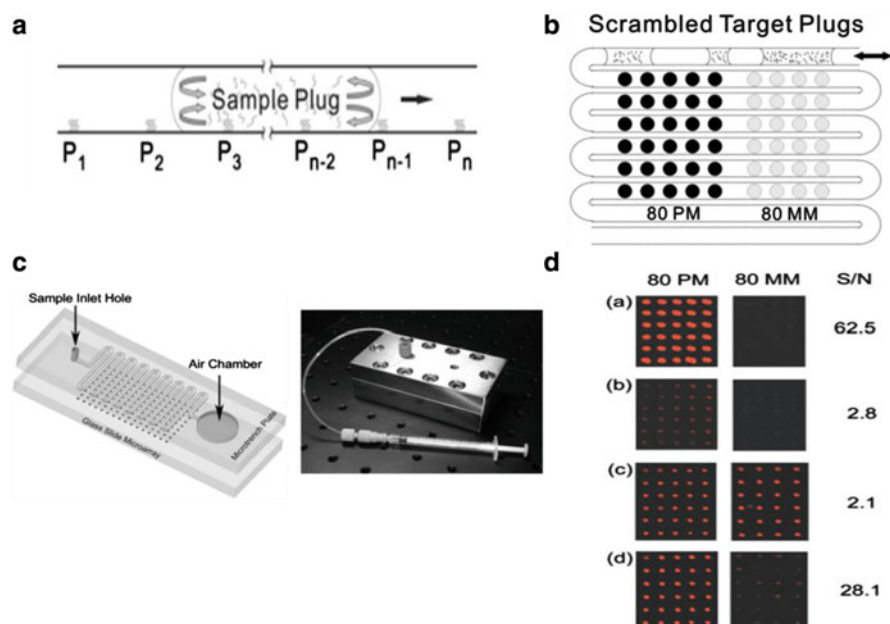 a
Sample Plug
P1 P2 P3 Pn-2 Pn-1 Pn
b
Scrambled Target Plugs
80 PM 80 MM
c
Sample Inlet Hole
Air Chamber
Glass Slide Microarray
Microtrench Plate
d
80 PM 80 MM S/N
(a) 62.5
(b) 2.8
(c) 2.1
(d) 28.1